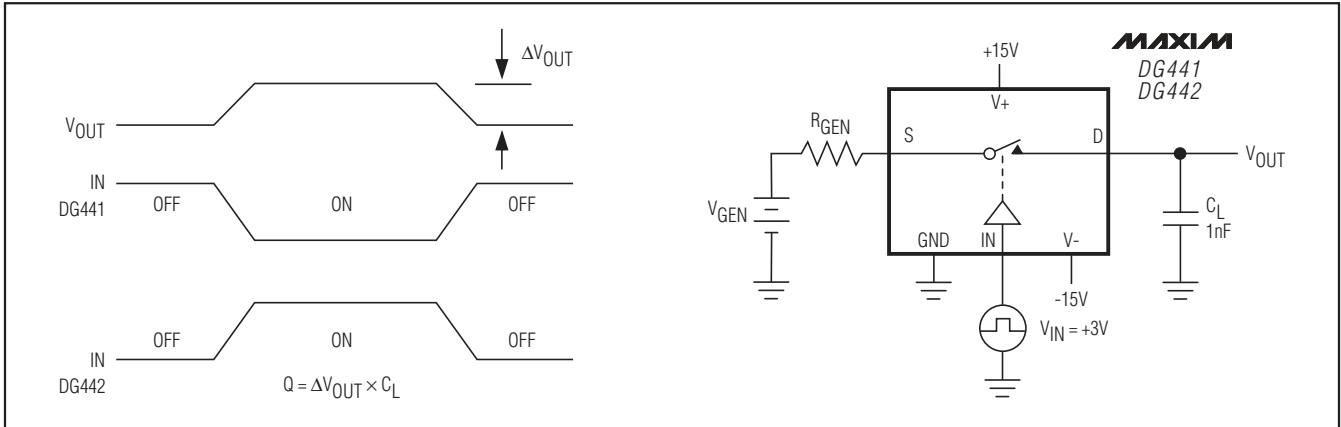 ΔVOUT
VOUT
IN
DG441
OFF
ON
OFF
IN
DG442
OFF
ON
OFF
Q = ΔVOUT × CL
MAXIM
DG441
DG442
+15V
V+
RGEN
S
D
VOUT
VGEN
CL
1nF
GND
IN
V-
-15V
VIN = +3V